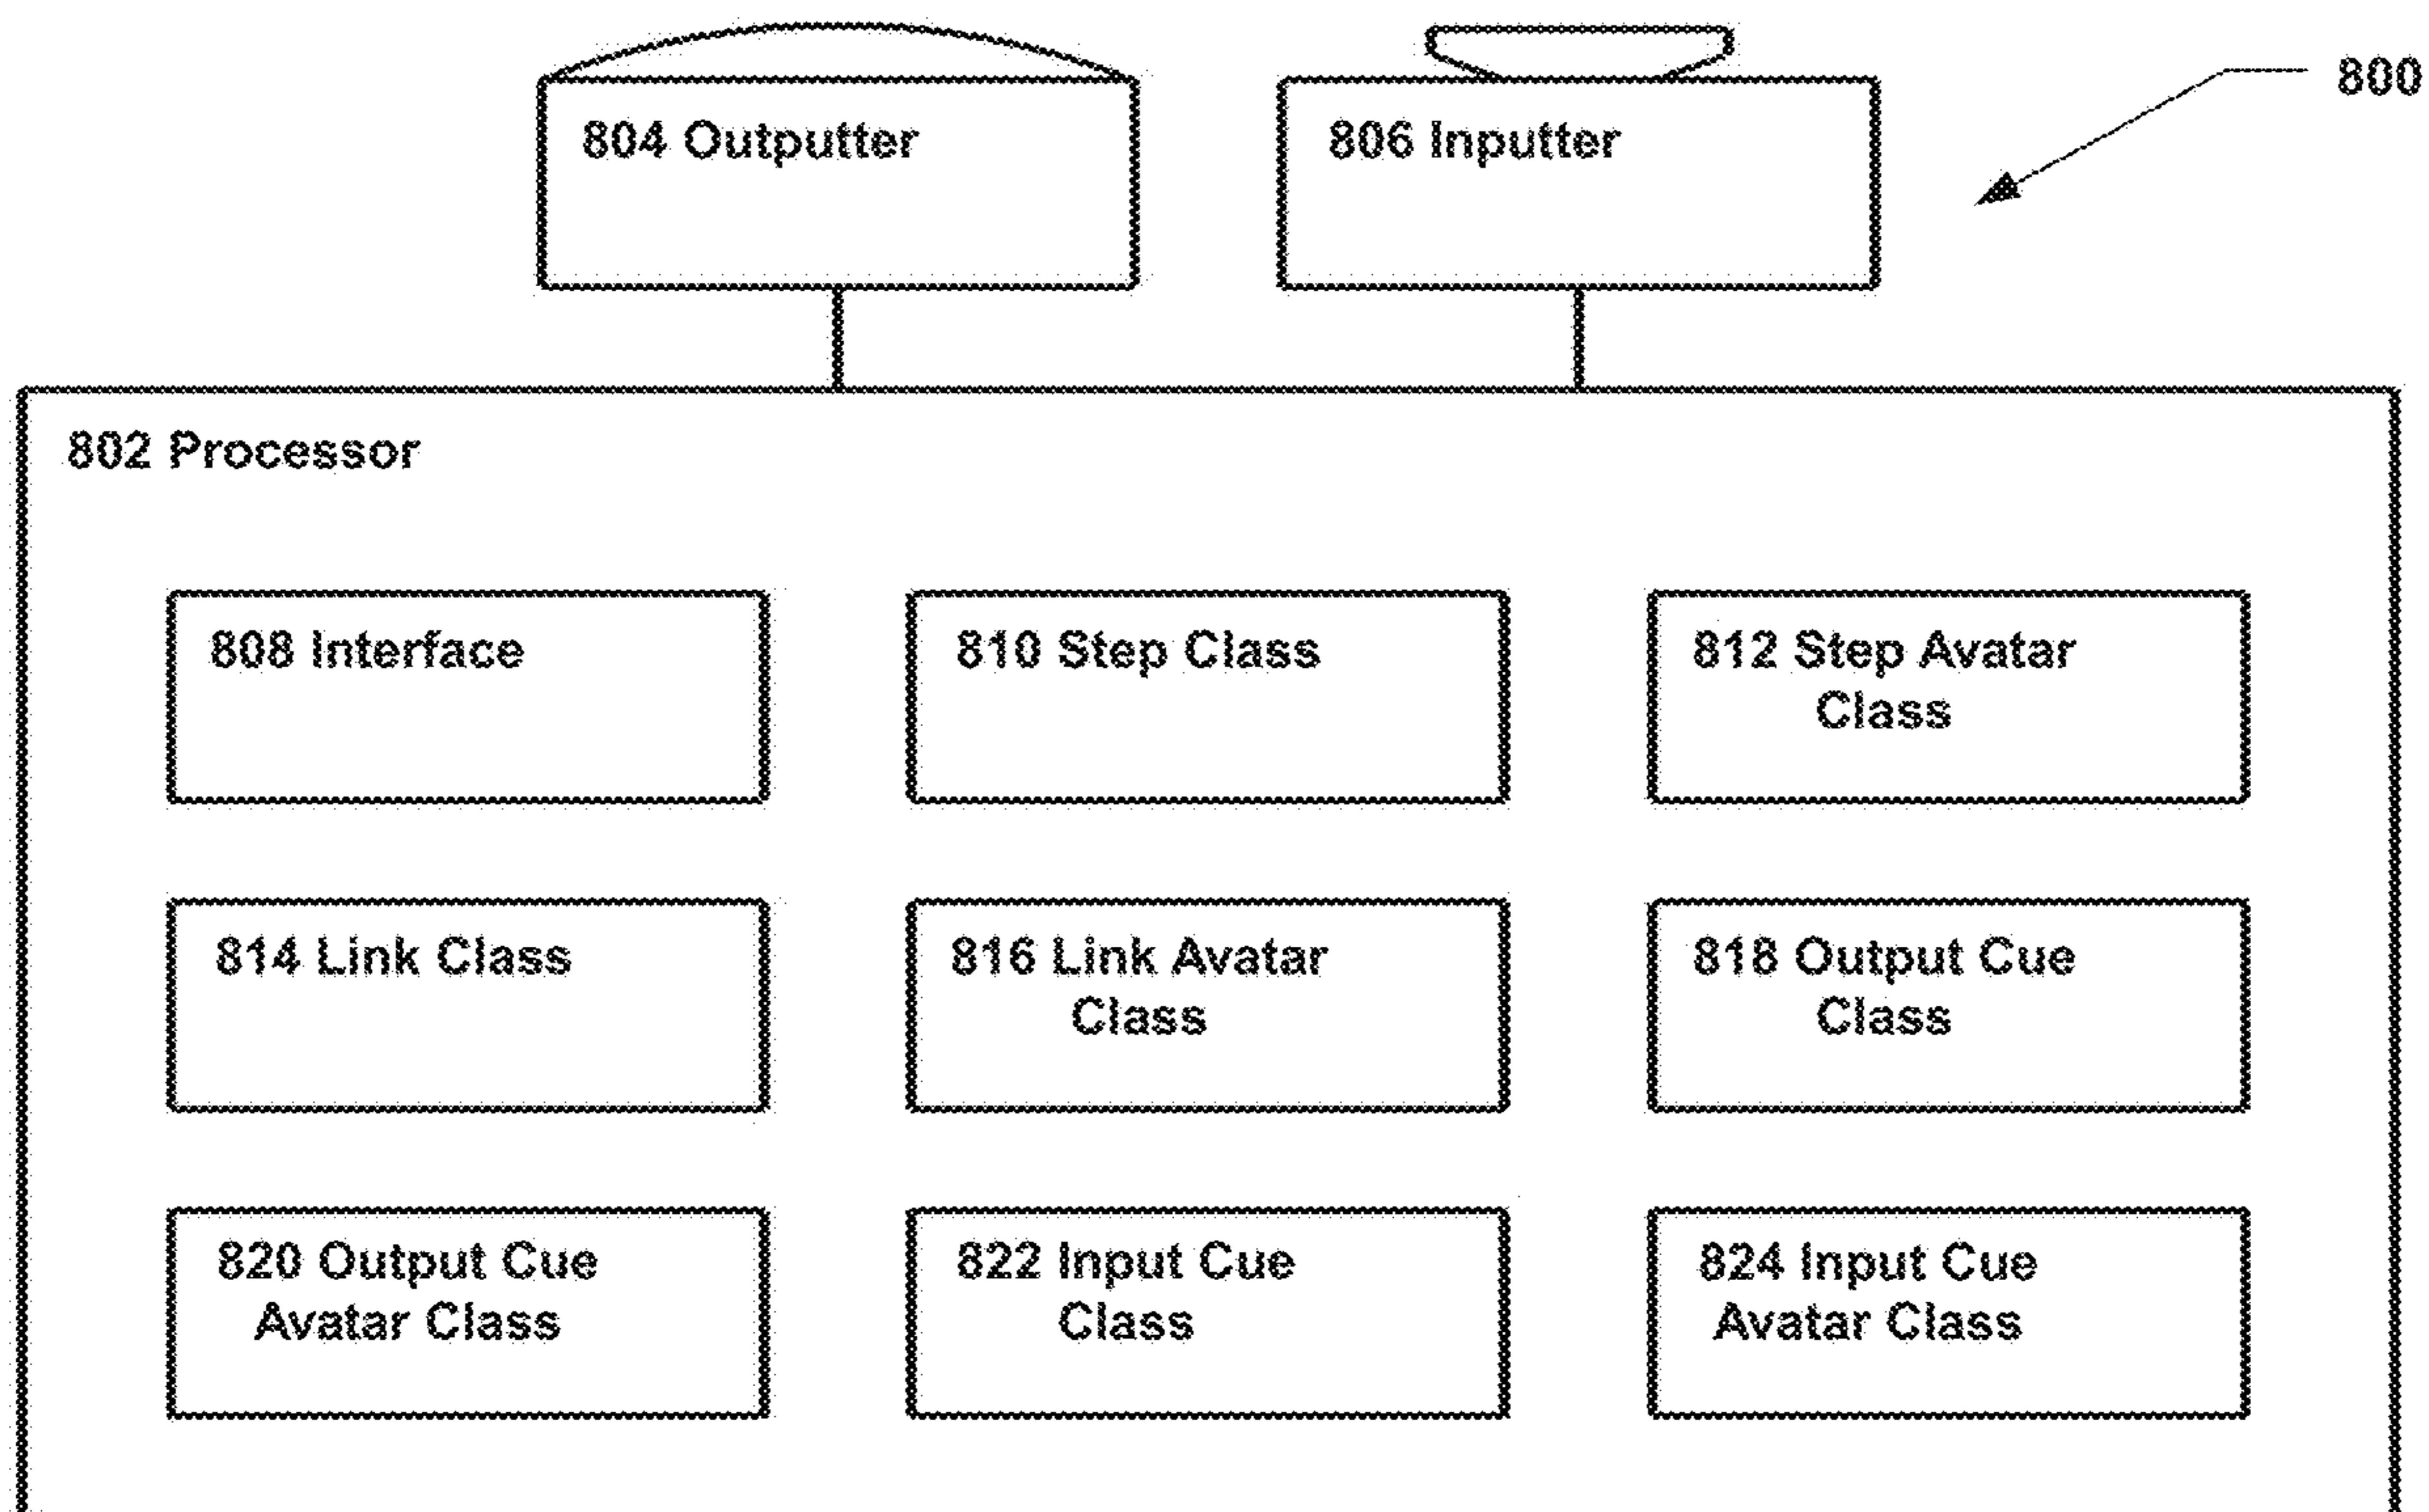 800
804 Outputter
806 Inputter
802 Processor
808 Interface
810 Step Class
812 Step Avatar
Class
814 Link Class
816 Link Avatar
Class
818 Output Cue
Class
820 Output Cue
Avatar Class
822 Input Cue
Class
824 Input Cue
Avatar Class